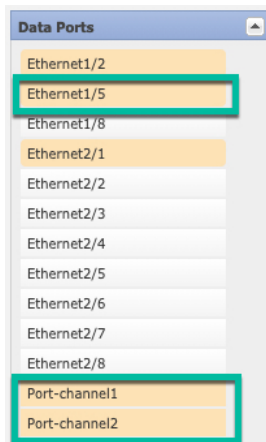 Data Ports
Ethernet1/2
Ethernet1/5
Ethernet1/8
Ethernet2/1
Ethernet2/2
Ethernet2/3
Ethernet2/4
Ethernet2/5
Ethernet2/6
Ethernet2/7
Ethernet2/8
Port-channel1
Port-channel2